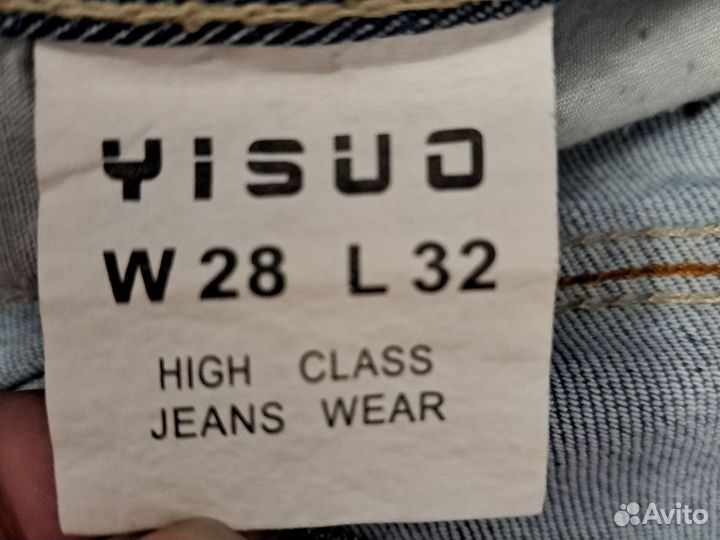 YISUO
W 28 L 32
HIGH CLASS
JEANS WEAR
Avito